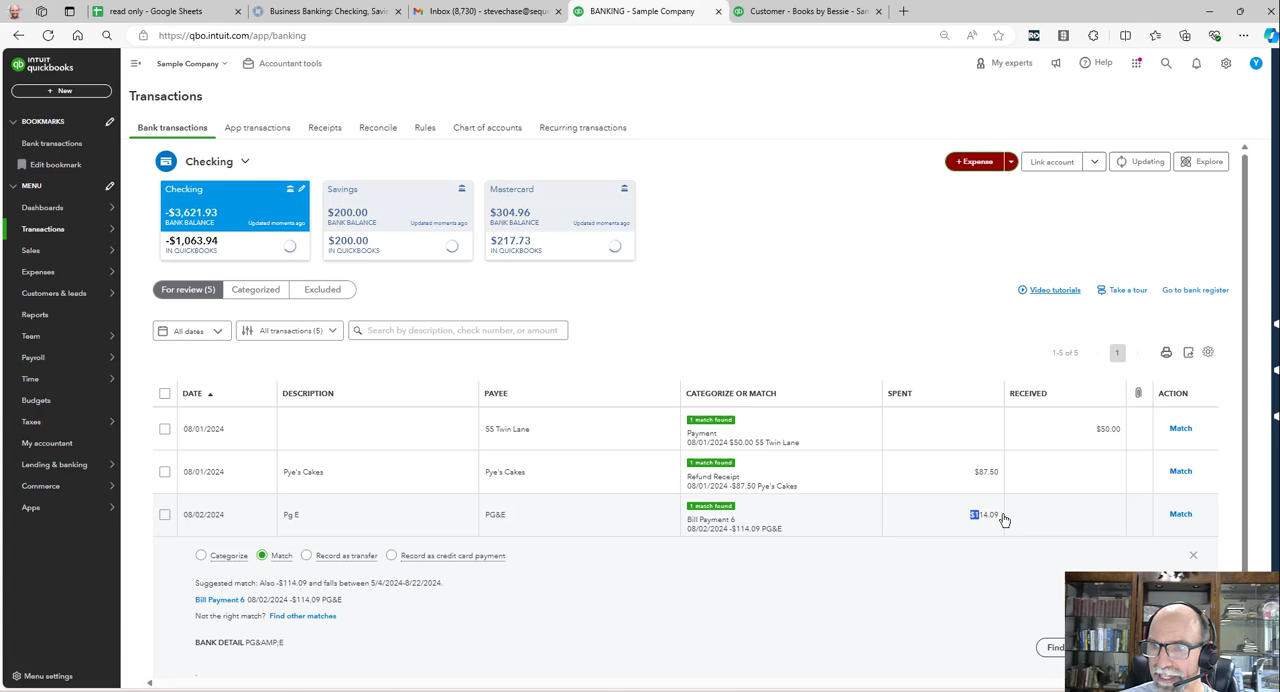 read only - Google Sheets
Business Banking: Checking, Savin
Inbox (8,730) - stevechase@seque
BANKING - Sample Company
Customer - Books by Bessie - Sam
https://qbo.intuit.com/app/banking
INTUIT
quickbooks
Sample Company
Accountant tools
My experts
Help
Y
+ New
Transactions
BOOKMARKS
Bank transactions
Edit bookmark
MENU
Dashboards
Transactions
Sales
Expenses
Customers & leads
Reports
Team
Payroll
Time
Budgets
Taxes
My accountant
Lending & banking
Commerce
Apps
Menu settings
Bank transactions
App transactions
Receipts
Reconcile
Rules
Chart of accounts
Recurring transactions
Checking
+ Expense
Link account
Updating
Explore
Checking
-$3,621.93
BANK BALANCE
Updated moments ago
-$1,063.94
IN QUICKBOOKS
Savings
$200.00
BANK BALANCE
Updated moments ago
$200.00
IN QUICKBOOKS
Mastercard
$304.96
BANK BALANCE
Updated moments ago
$217.73
IN QUICKBOOKS
For review (5)
Categorized
Excluded
Video tutorials
Take a tour
Go to bank register
All dates
All transactions (5)
Search by description, check number, or amount
1-5 of 5
1
DATE
DESCRIPTION
PAYEE
CATEGORIZE OR MATCH
SPENT
RECEIVED
ACTION
08/01/2024
55 Twin Lane
1 match found
Payment
08/01/2024 $50.00 55 Twin Lane
$50.00
Match
08/01/2024
Pye's Cakes
Pye's Cakes
1 match found
Refund Receipt
08/01/2024 -$87.50 Pye's Cakes
$87.50
Match
08/02/2024
Pg E
PG&E
1 match found
Bill Payment 6
08/02/2024 -$114.09 PG&E
$114.09
Match
Categorize
Match
Record as transfer
Record as credit card payment
Suggested match: Also -$114.09 and falls between 5/4/2024-8/22/2024.
Bill Payment 6 08/02/2024 -$114.09 PG&E
Not the right match? Find other matches
BANK DETAIL PG&AMP;E
Find